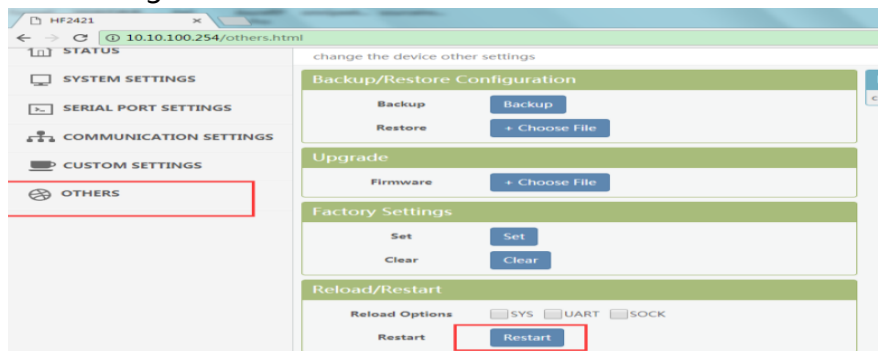 HF2421
10.10.100.254/others.html
STATUS
SYSTEM SETTINGS
SERIAL PORT SETTINGS
COMMUNICATION SETTINGS
CUSTOM SETTINGS
OTHERS
change the device other settings
Backup/Restore Configuration
Backup Backup
Restore + Choose File
Upgrade
Firmware + Choose File
Factory Settings
Set Set
Clear Clear
Reload/Restart
Reload Options SYS UART SOCK
Restart Restart